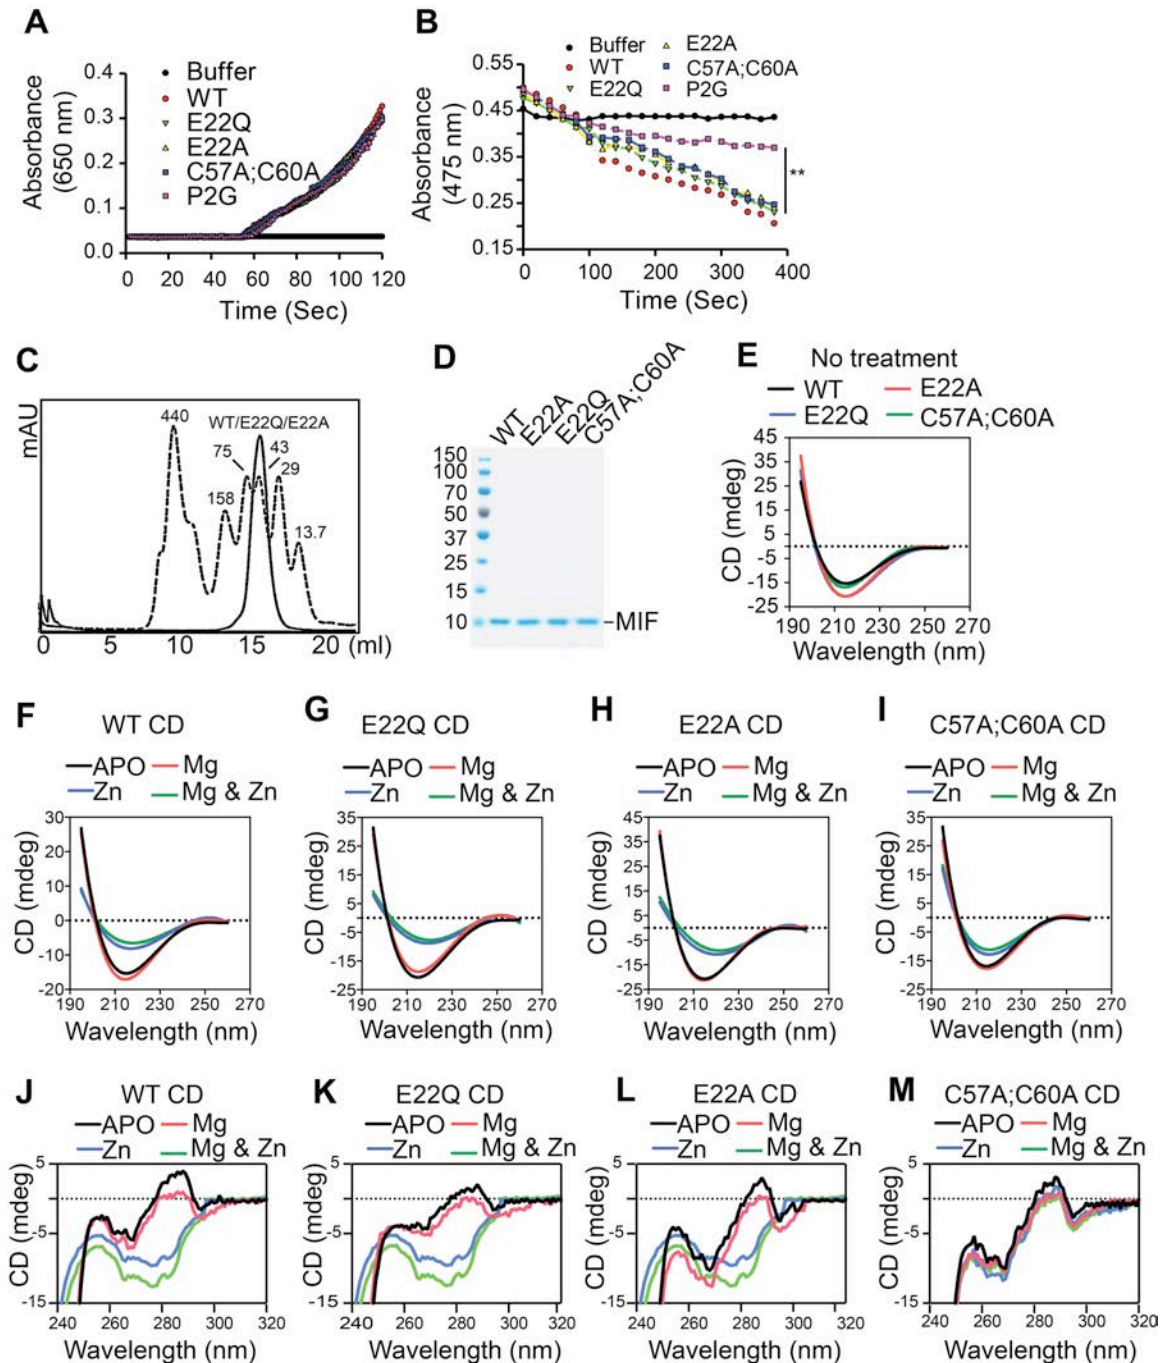 A
Absorbance
(650 nm)
0.4
0.3
0.2
0.1
0.0
Buffer
WT
E22Q
E22A
C57A;C60A
P2G
0 20 40 60 80 100 120
Time (Sec)
B
Absorbance
(475 nm)
Buffer
WT
E22Q
E22A
C57A;C60A
P2G
0.55
0.45
0.35
0.25
0.15
**
0 100 200 300 400
Time (Sec)
C
mAU
440
WT/E22Q/E22A
75
43
158
29
13.7
5 10 15 20 (ml)
D
WT
E22A
E22Q
C57A;C60A
150
100
70
50
37
25
15
10
–MIF
E
No treatment
WT E22A
E22Q C57A;C60A
CD (mdeg)
45
35
25
15
5
-5
-15
-25
190 210 230 250 270
Wavelength (nm)
F
WT CD
APO Mg
Zn Mg & Zn
CD (mdeg)
30
20
10
0
-10
-20
190 210 230 250 270
Wavelength (nm)
G
E22Q CD
APO Mg
Zn Mg & Zn
CD (mdeg)
35
25
15
5
-5
-15
-25
190 210 230 250 270
Wavelength (nm)
H
E22A CD
APO Mg
Zn Mg & Zn
CD (mdeg)
45
35
25
15
5
-5
-15
-25
190 210 230 250 270
Wavelength (nm)
I
C57A;C60A CD
APO Mg
Zn Mg & Zn
CD (mdeg)
35
25
15
5
-5
-15
-25
190 210 230 250 270
Wavelength (nm)
J
WT CD
APO Mg
Zn Mg & Zn
CD (mdeg)
5
-5
-15
240 260 280 300 320
Wavelength (nm)
K
E22Q CD
APO Mg
Zn Mg & Zn
CD (mdeg)
5
-5
-15
240 260 280 300 320
Wavelength (nm)
L
E22A CD
APO Mg
Zn Mg & Zn
CD (mdeg)
5
-5
-15
240 260 280 300 320
Wavelength (nm)
M
C57A;C60A CD
APO Mg
Zn Mg & Zn
CD (mdeg)
5
-5
-15
240 260 280 300 320
Wavelength (nm)